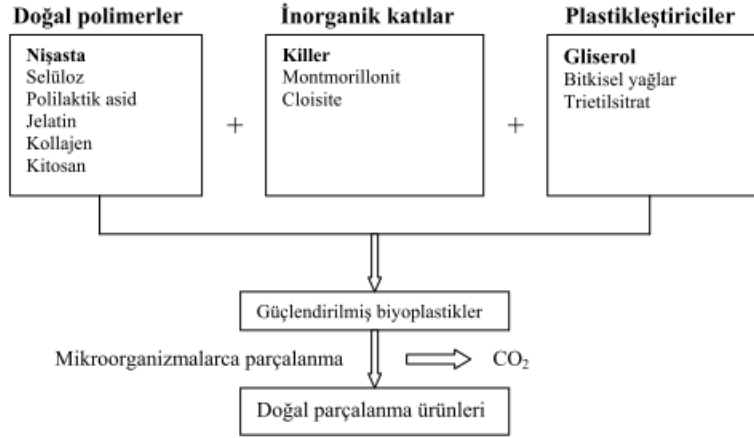 Doğal polimerler
Nişasta
Selüloz
Polilaktik asid
Jelatin
Kollajen
Kitosan
+
İnorganik katılar
Killer
Montmorillonit
Cloisite
+
Plastikleştiriciler
Gliserol
Bitkisel yağlar
Trietilsitrat
Güçlendirilmiş biyoplastikler
Mikroorganizmalarca parçalanma
CO₂
Doğal parçalanma ürünleri